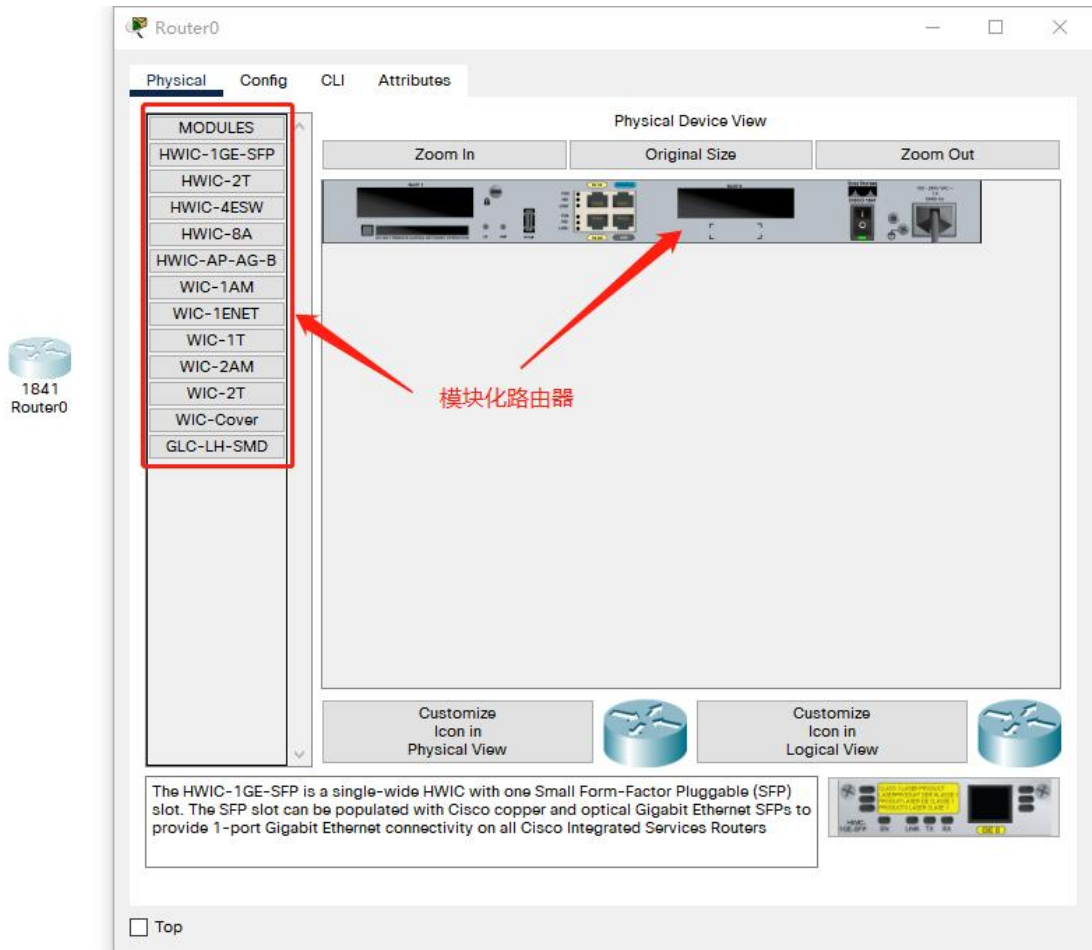 Router0
Physical
Config
CLI
Attributes
MODULES
HWIC-1GE-SFP
HWIC-2T
HWIC-4ESW
HWIC-8A
HWIC-AP-AG-B
WIC-1AM
WIC-1ENET
WIC-1T
WIC-2AM
WIC-2T
WIC-Cover
GLC-LH-SMD
Physical Device View
Zoom In
Original Size
Zoom Out
模块化路由器
1841
Router0
Customize
Icon in
Physical View
Customize
Icon in
Logical View
The HWIC-1GE-SFP is a single-wide HWIC with one Small Form-Factor Pluggable (SFP)
slot. The SFP slot can be populated with Cisco copper and optical Gigabit Ethernet SFPs to
provide 1-port Gigabit Ethernet connectivity on all Cisco Integrated Services Routers
Top